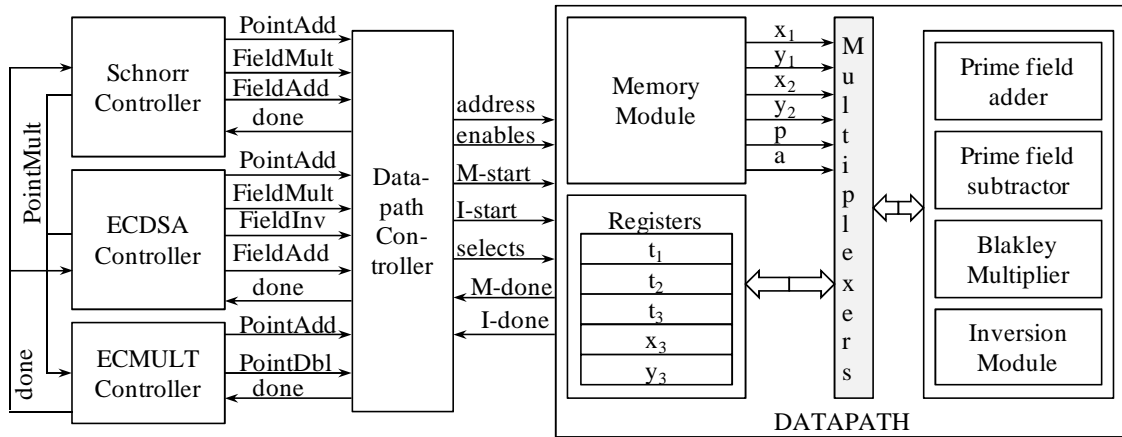 PointAdd
FieldMult
FieldAdd
done
Schnorr
Controller
PointMult
PointAdd
FieldMult
FieldInv
FieldAdd
done
ECDSA
Controller
PointAdd
PointDbl
done
ECMULT
Controller
done
Data-
path
Con-
troller
address
enables
M-start
I-start
selects
M-done
I-done
Memory
Module
x1
y1
x2
y2
p
a
Registers
t1
t2
t3
x3
y3
Multiplexers
Prime field
adder
Prime field
subtractor
Blakley
Multiplier
Inversion
Module
DATAPATH